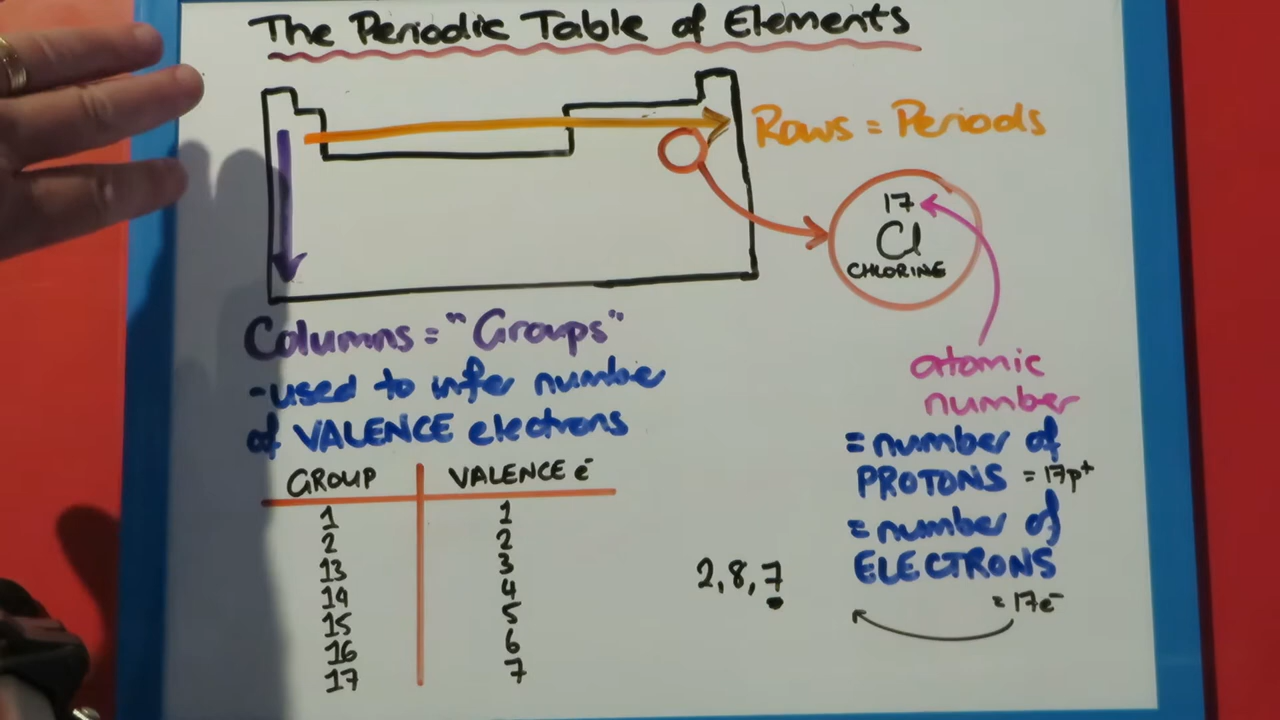 The Periodic Table of Elements
Rows = Periods
17
Cl
CHLORINE
Columns = "Groups"
-used to infer number
of VALENCE electrons
atomic
number
= number of
PROTONS = 17p⁺
= number of
ELECTRONS
= 17e⁻
GROUP VALENCE e⁻
1 1
2 2
13 3
14 4
15 5
16 6
17 7
2,8,7